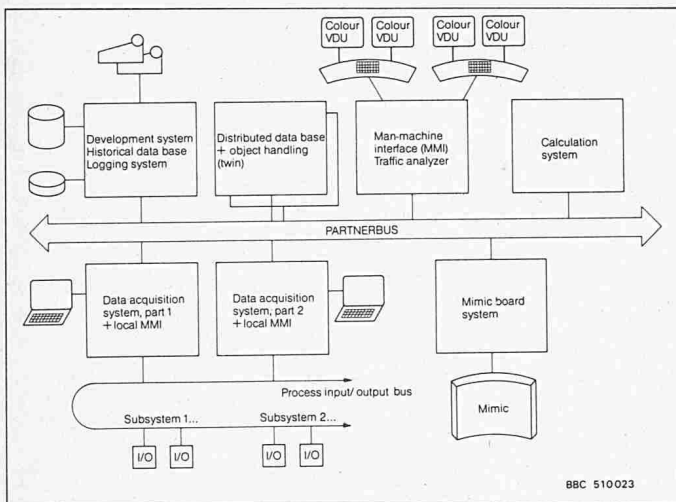 Colour
VDU
Colour
VDU
Colour
VDU
Colour
VDU
Development system
Historical data base
Logging system
Distributed data base
+ object handling
(twin)
Man-machine
interface (MMI)
Traffic analyzer
Calculation
system
PARTNERBUS
Data acquisition
system, part 1
+ local MMI
Data acquisition
system, part 2
+ local MMI
Mimic board
system
Process input/output bus
Mimic
Subsystem 1...
Subsystem 2...
I/O
I/O
I/O
I/O
BBC 510023